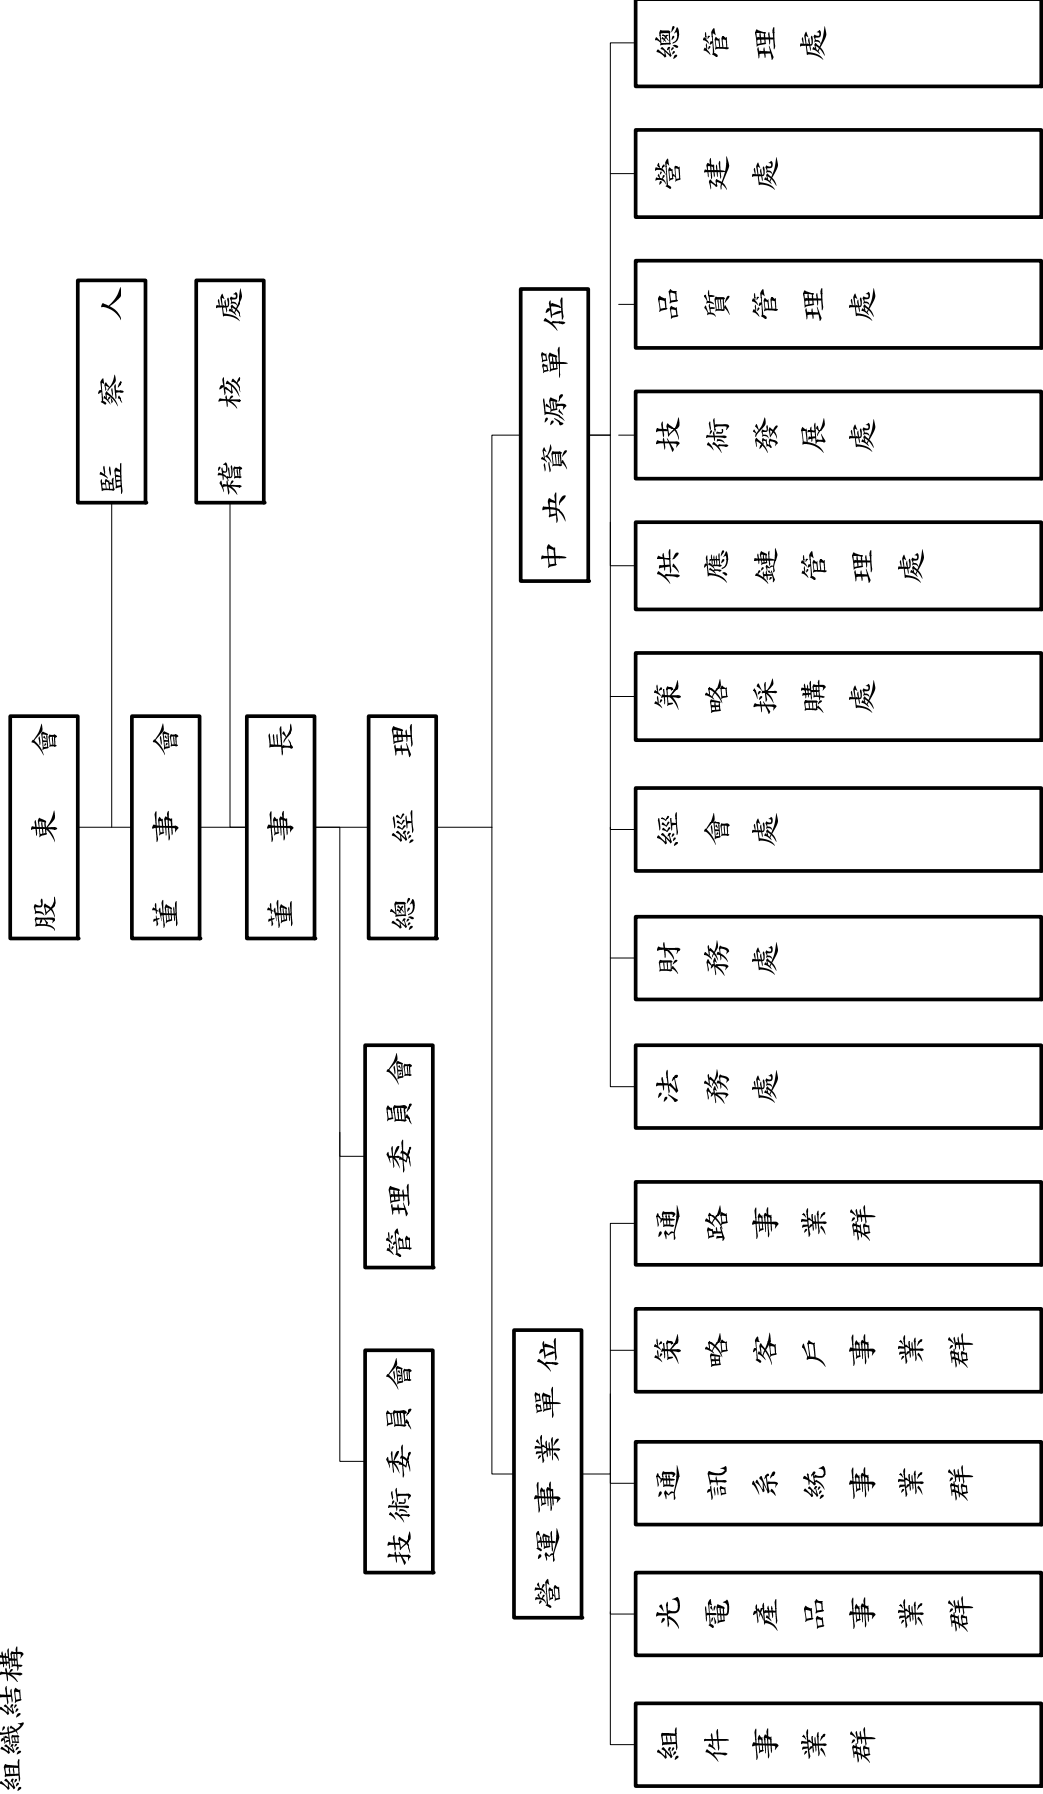 組織結構
股東會
監察人
董事會
稽核處
董事長
總經理
技術委員會
管理委員會
營運事業單位
中央資源單位
組件事業群
光電產品事業群
通訊系統事業群
策略客戶事業群
通路事業群
法務處
財務處
經會處
策略採購處
供應鏈管理處
技術發展處
品質管理處
營建處
總管理處